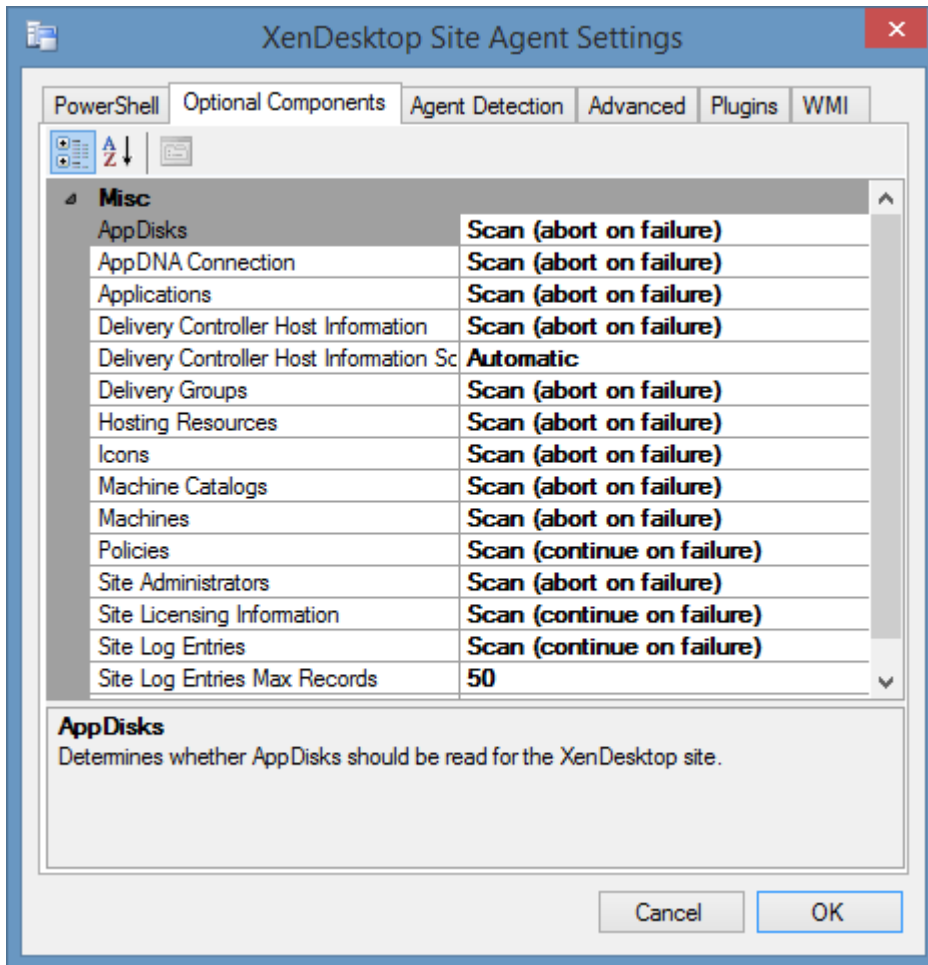 XenDesktop Site Agent Settings
PowerShell Optional Components Agent Detection Advanced Plugins WMI
Misc
AppDisks Scan (abort on failure)
AppDNA Connection Scan (abort on failure)
Applications Scan (abort on failure)
Delivery Controller Host Information Scan (abort on failure)
Delivery Controller Host Information Sc Automatic
Delivery Groups Scan (abort on failure)
Hosting Resources Scan (abort on failure)
Icons Scan (abort on failure)
Machine Catalogs Scan (abort on failure)
Machines Scan (abort on failure)
Policies Scan (continue on failure)
Site Administrators Scan (abort on failure)
Site Licensing Information Scan (continue on failure)
Site Log Entries Scan (continue on failure)
Site Log Entries Max Records 50
AppDisks
Determines whether AppDisks should be read for the XenDesktop site.
Cancel OK